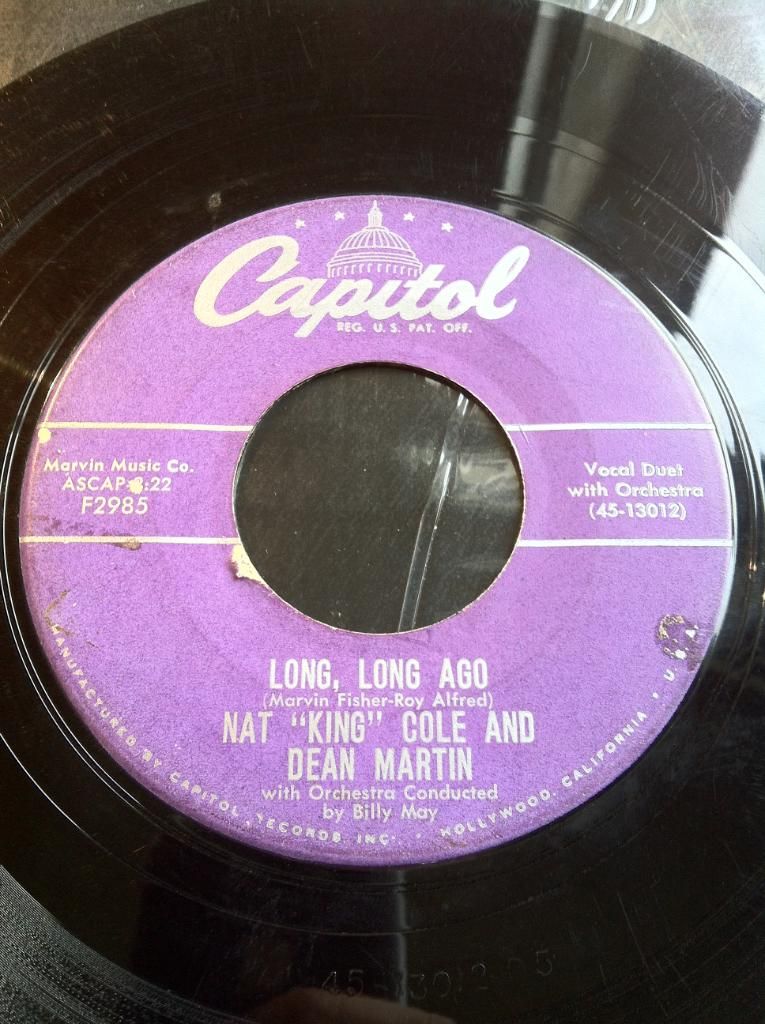 Capitol
REG. U. S. PAT. OFF.
Marvin Music Co.
ASCAP :22
F2985
Vocal Duet
with Orchestra
(45-13012)
LONG, LONG AGO
(Marvin Fisher-Roy Alfred)
NAT "KING" COLE AND
DEAN MARTIN
with Orchestra Conducted
by Billy May
MANUFACTURED BY CAPITOL RECORDS, INC. • HOLLYWOOD, CALIFORNIA • U.